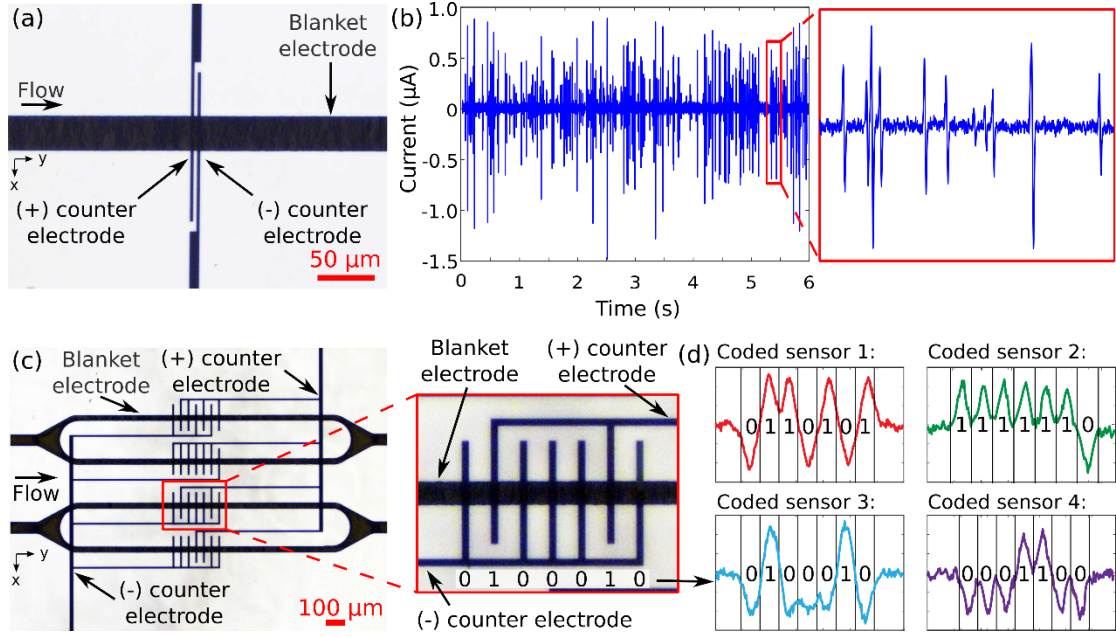 (a)
Blanket
electrode
Flow
y
x
(+) counter
electrode
(-) counter
electrode
50 μm
(b)
Current (μA)
1.0
0.5
0
-0.5
-1.0
-1.5
0 1 2 3 4 5 6
Time (s)
(c)
Blanket
electrode
(+) counter
electrode
Flow
y
x
(-) counter
electrode
100 μm
Blanket
electrode
(+) counter
electrode
0 1 0 0 0 1 0
(-) counter electrode
(d)
Coded sensor 1:
0 1 1 0 1 0 1
Coded sensor 2:
1 1 1 1 1 1 0
Coded sensor 3:
0 1 0 0 0 1 0
Coded sensor 4:
0 0 0 1 1 0 0